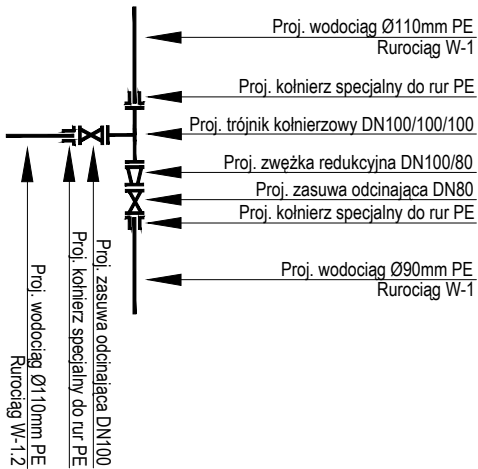 Proj. wodociąg Ø110mm PE
Rurociąg W-1
Proj. kołnierz specjalny do rur PE
Proj. trójnik kołnierzowy DN100/100/100
Proj. zwężka redukcyjna DN100/80
Proj. zasuwa odcinająca DN80
Proj. kołnierz specjalny do rur PE
Proj. wodociąg Ø90mm PE
Rurociąg W-1
Proj. zasuwa odcinająca DN100
Proj. kołnierz specjalny do rur PE
Proj. wodociąg Ø110mm PE
Rurociąg W-1.2